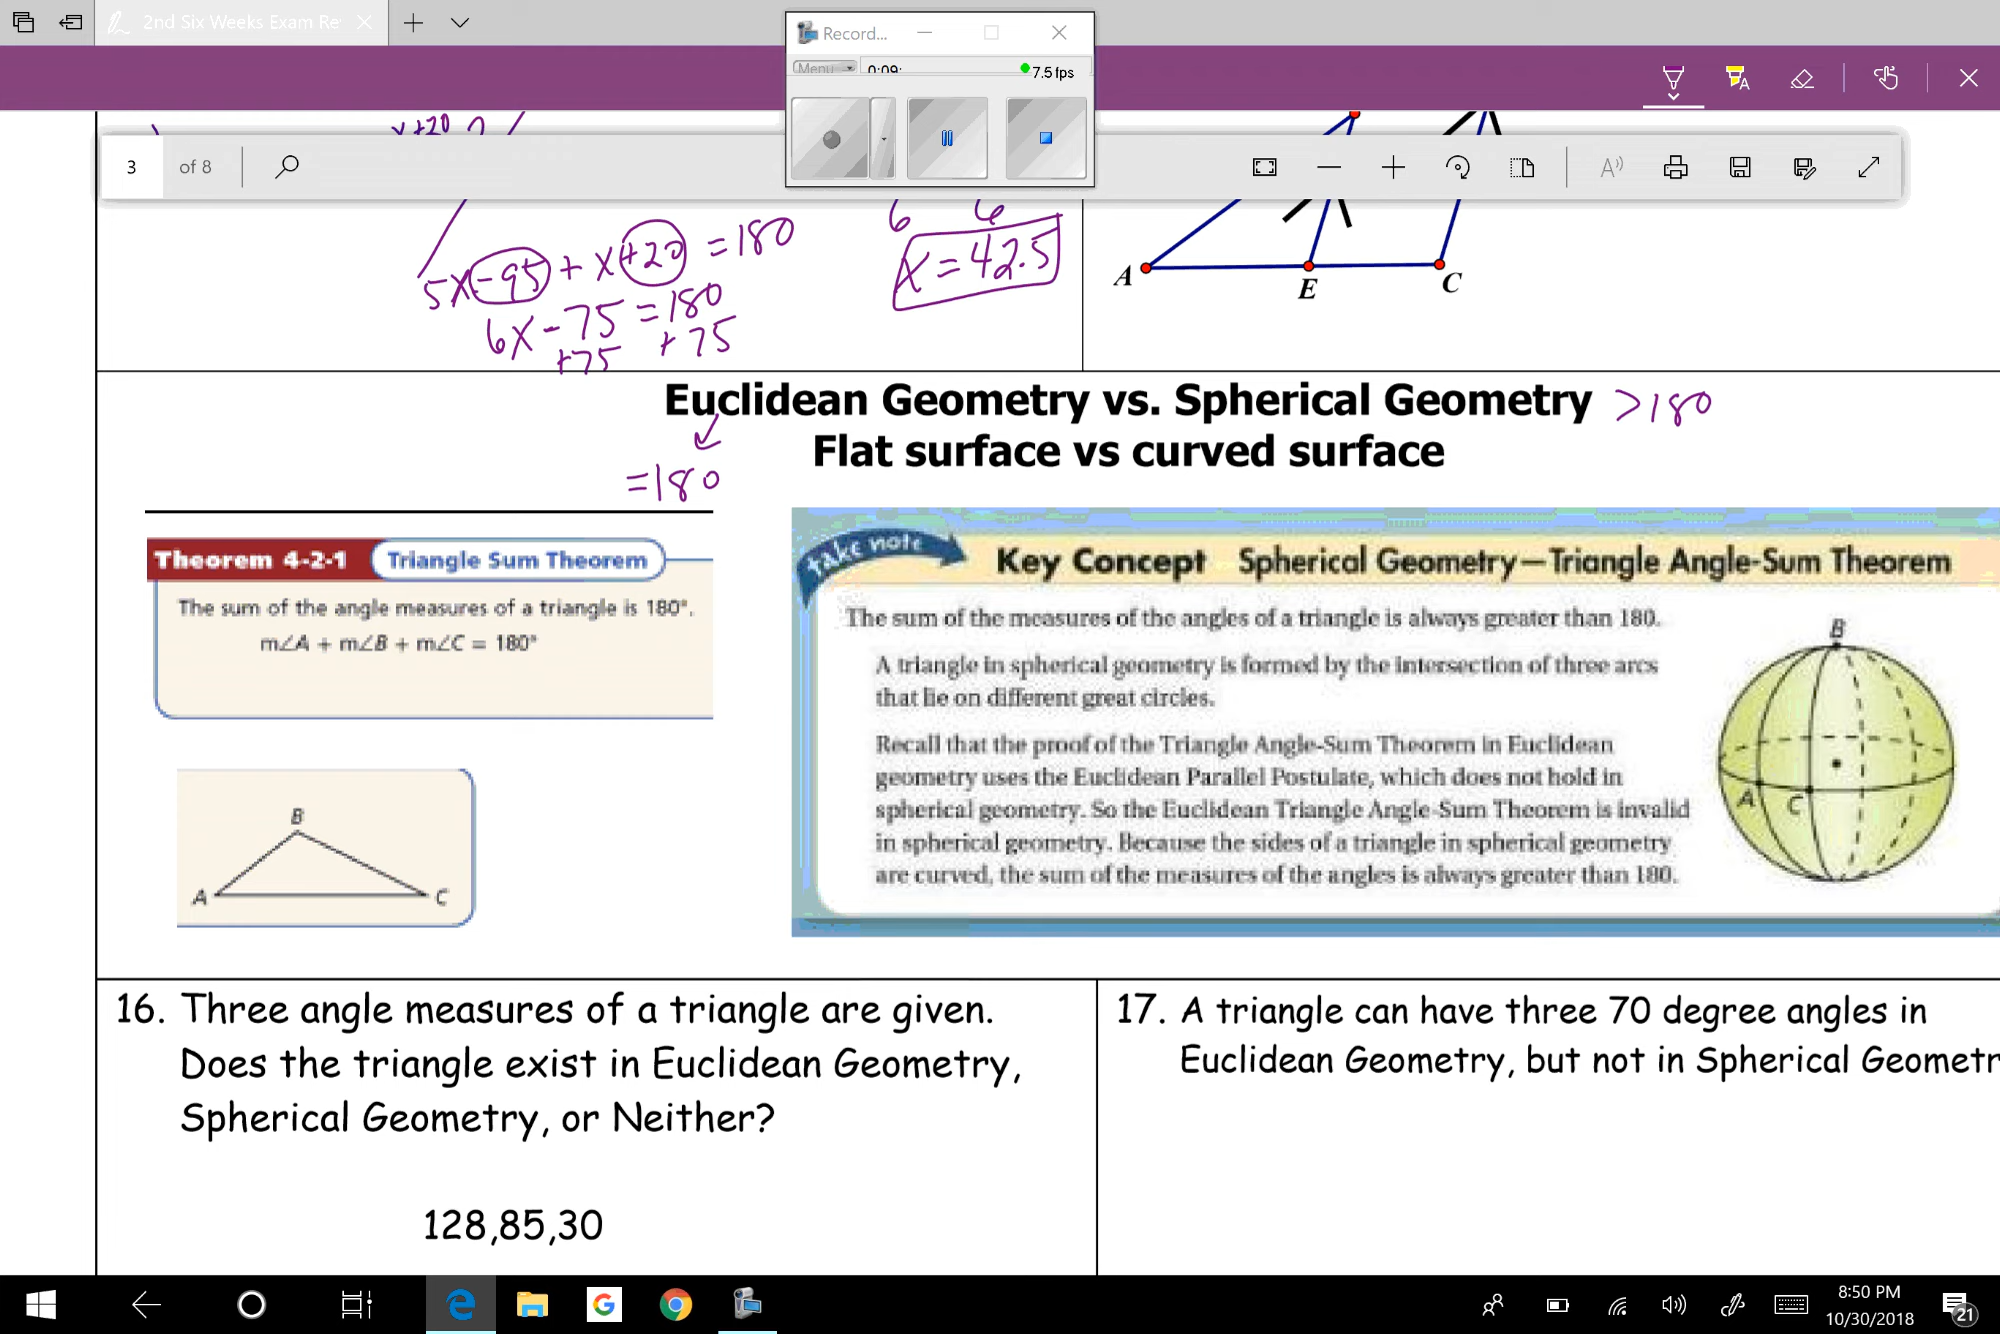 2nd Six Weeks Exam Re
Record...
Menu
0:09:
7.5 fps
x+20
3 of 8
5x-95 + x+20 = 180
6x - 75 = 180
+75 +75
6 6
x = 42.5
A
E
C
Euclidean Geometry vs. Spherical Geometry >180
Flat surface vs curved surface
=180
Theorem 4-2-1 Triangle Sum Theorem
The sum of the angle measures of a triangle is 180°.
m∠A + m∠B + m∠C = 180°
B
A
C
take note
Key Concept Spherical Geometry—Triangle Angle-Sum Theorem
The sum of the measures of the angles of a triangle is always greater than 180.
A triangle in spherical geometry is formed by the intersection of three arcs
that lie on different great circles.
Recall that the proof of the Triangle Angle-Sum Theorem in Euclidean
geometry uses the Euclidean Parallel Postulate, which does not hold in
spherical geometry. So the Euclidean Triangle Angle-Sum Theorem is invalid
in spherical geometry. Because the sides of a triangle in spherical geometry
are curved, the sum of the measures of the angles is always greater than 180.
B
A
C
16. Three angle measures of a triangle are given.
Does the triangle exist in Euclidean Geometry,
Spherical Geometry, or Neither?
128,85,30
17. A triangle can have three 70 degree angles in
Euclidean Geometry, but not in Spherical Geometr
8:50 PM
10/30/2018
21